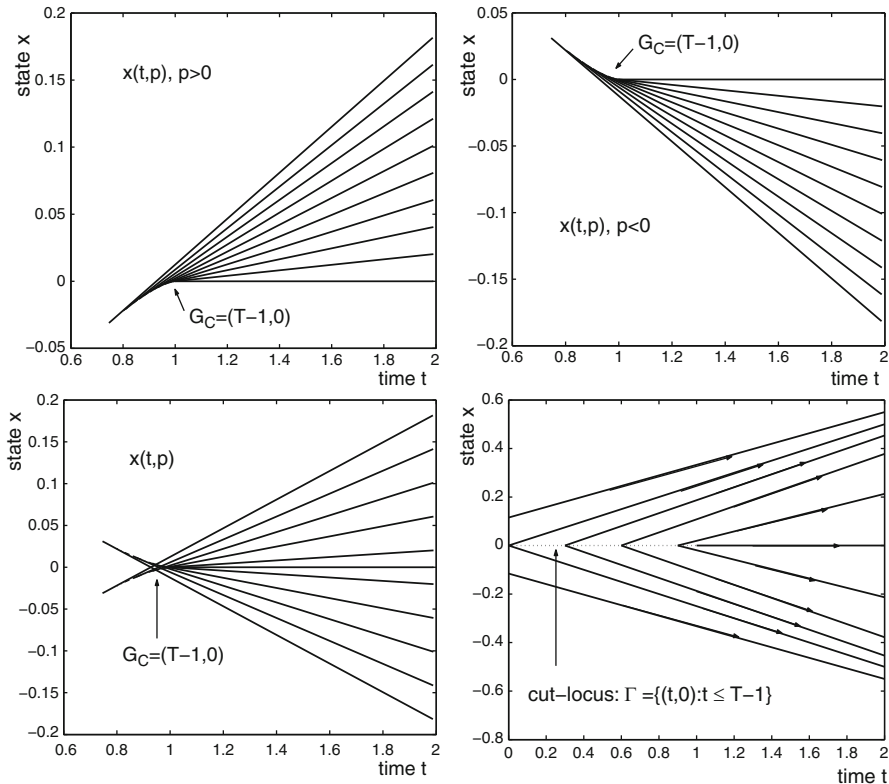 0.2
0.15
0.1
0.05
0
−0.05
0.6 0.8 1 1.2 1.4 1.6 1.8 2
state x
time t
x(t,p), p>0
G_C=(T−1,0)
0.05
0
−0.05
−0.1
−0.15
−0.2
0.6 0.8 1 1.2 1.4 1.6 1.8 2
state x
time t
G_C=(T−1,0)
x(t,p), p<0
0.2
0.15
0.1
0.05
0
−0.05
−0.1
−0.15
−0.2
0.6 0.8 1 1.2 1.4 1.6 1.8 2
state x
time t
x(t,p)
G_C=(T−1,0)
0.6
0.4
0.2
0
−0.2
−0.4
−0.6
−0.8
0 0.2 0.4 0.6 0.8 1 1.2 1.4 1.6 1.8 2
state x
time t
cut−locus: Γ ={(t,0):t ≤ T−1}